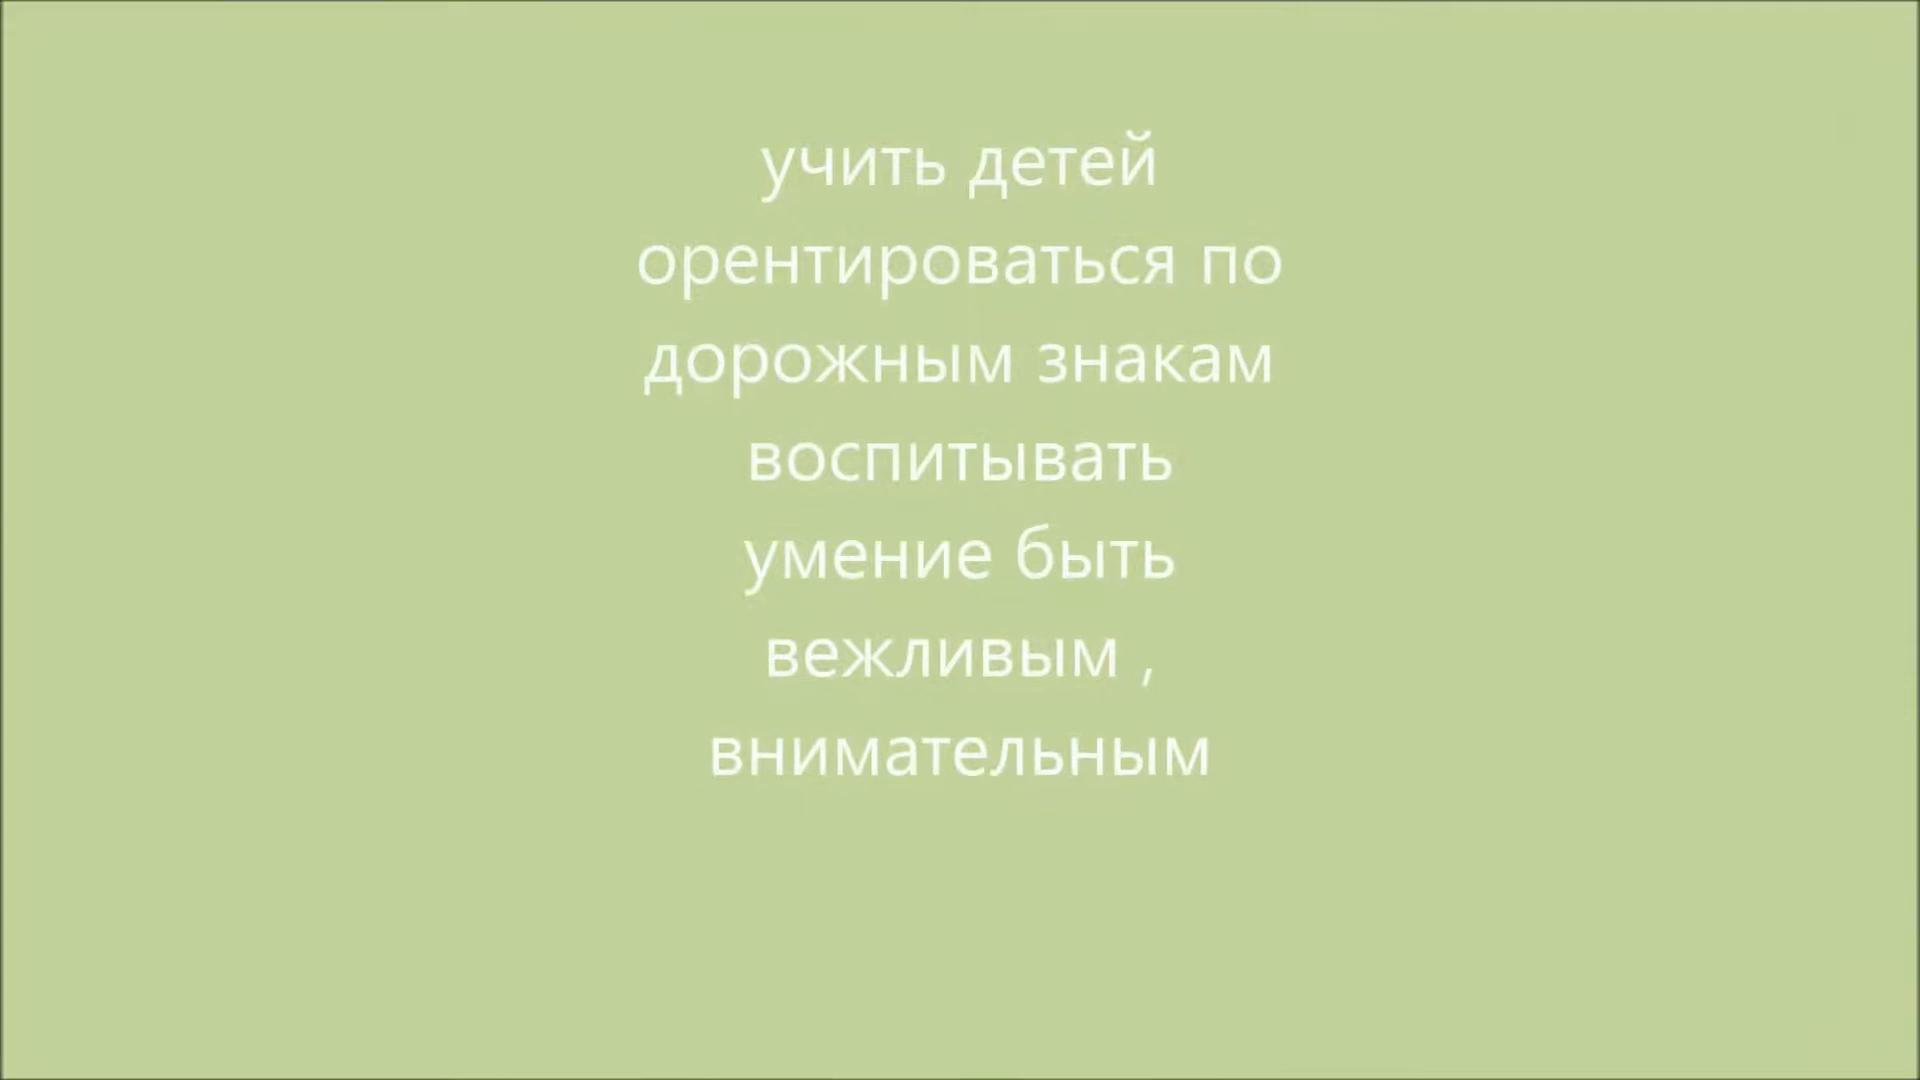 учить детей
орентироваться по
дорожным знакам
воспитывать
умение быть
вежливым ,
внимательным